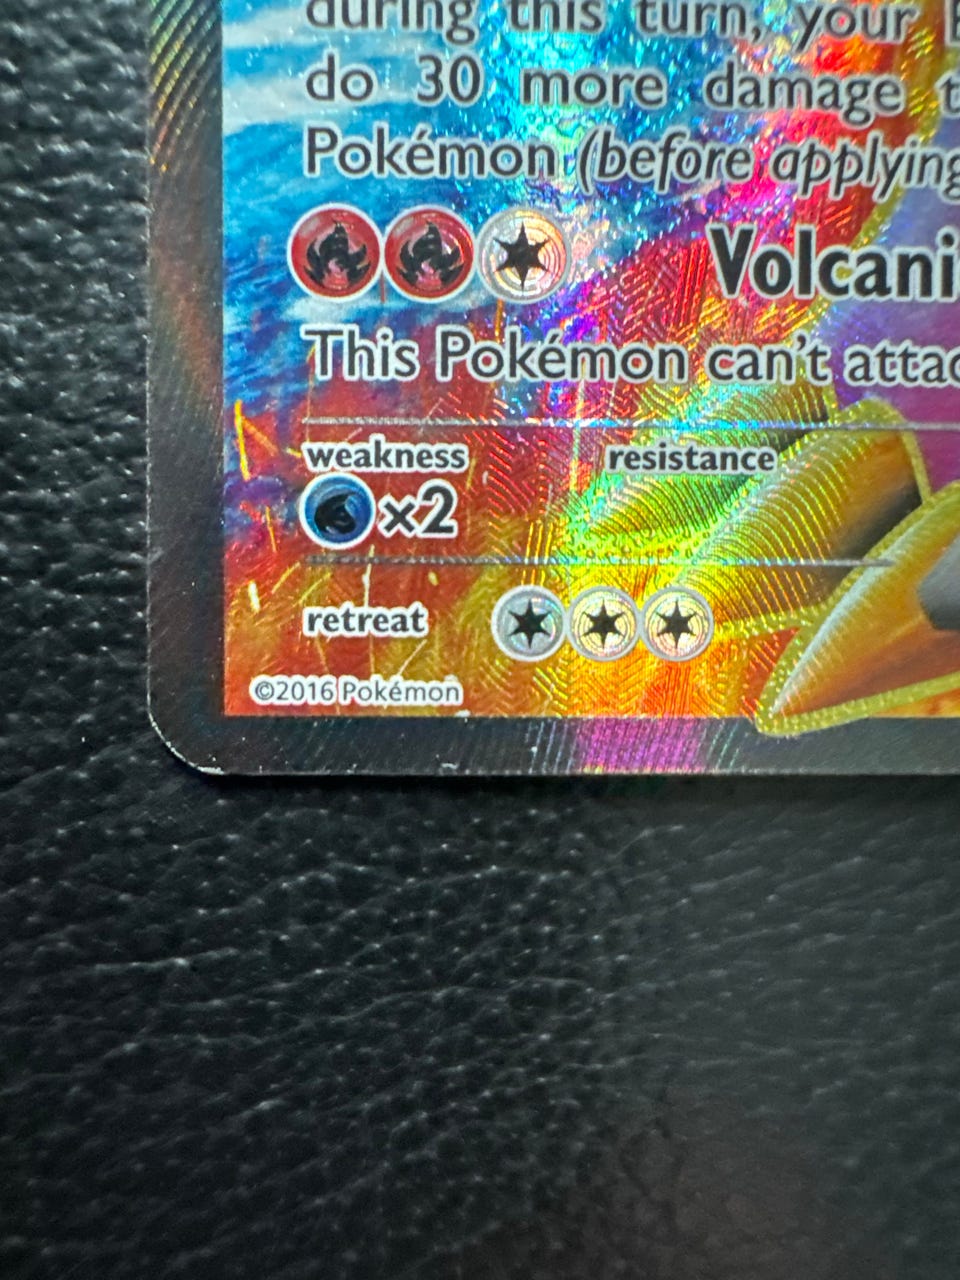 during this turn, your
do 30 more damage
Pokémon (before applying
Volcani
This Pokémon can't attac
weakness resistance
x2
retreat
©2016 Pokémon